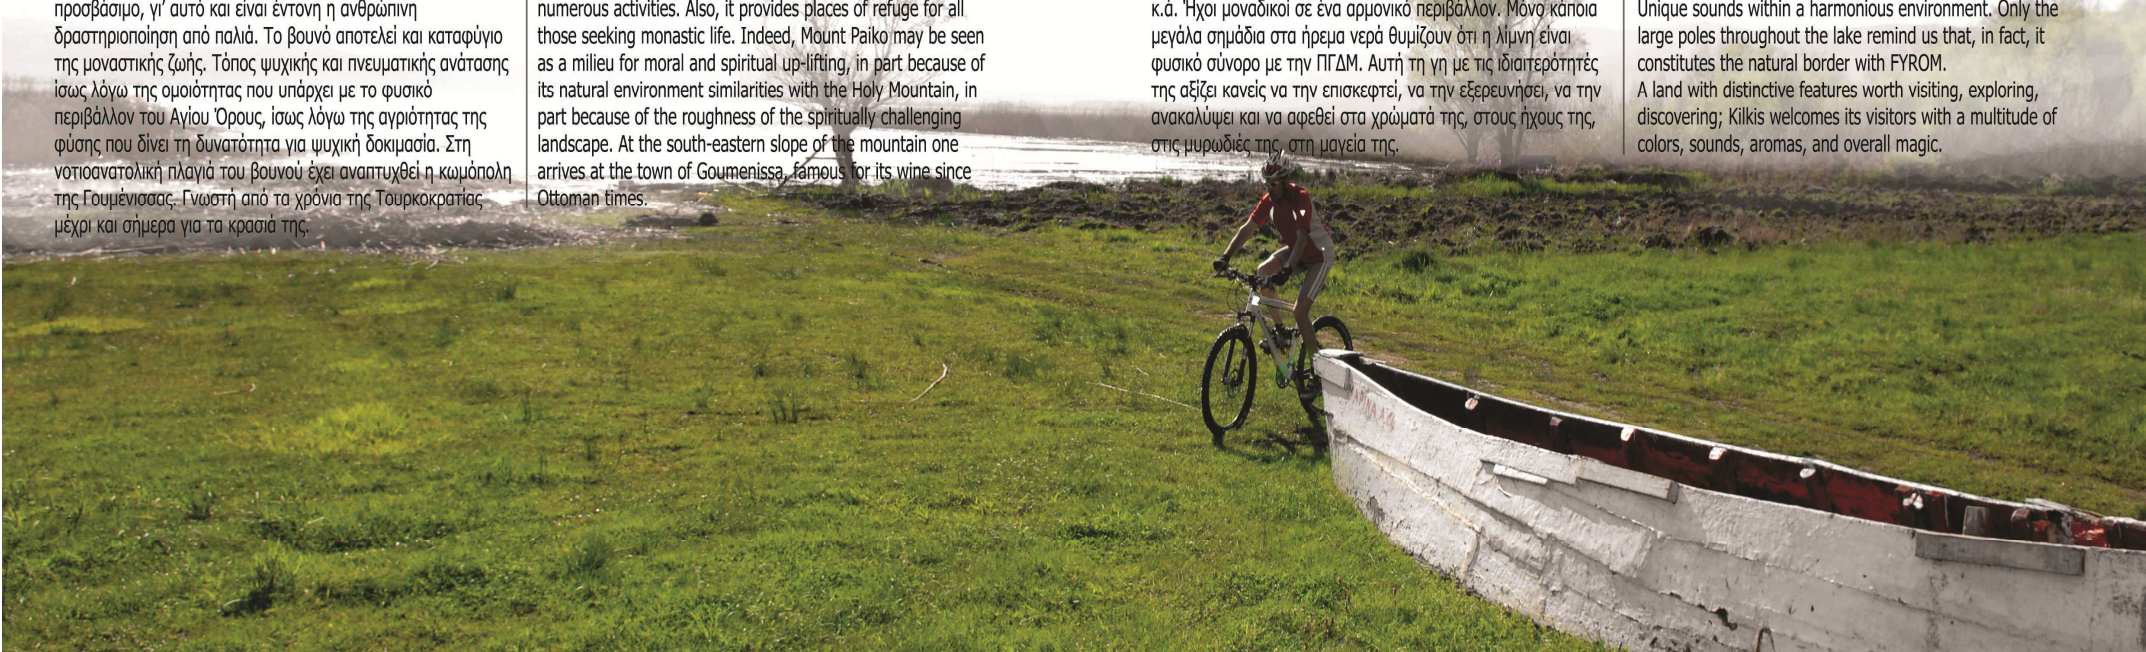 προσβάσιμο, γι' αυτό και είναι έντονη η ανθρώπινη
δραστηριοποίηση από παλιά. Το βουνό αποτελεί και καταφύγιο
της μοναστικής ζωής. Τόπος ψυχικής και πνευματικής ανάτασης
ίσως λόγω της ομοιότητας που υπάρχει με το φυσικό
περιβάλλον του Αγίου Όρους, ίσως λόγω της αγριότητας της
φύσης που δίνει τη δυνατότητα για ψυχική δοκιμασία. Στη
νοτιοανατολική πλαγιά του βουνού έχει αναπτυχθεί η κωμόπολη
της Γουμένισσας. Γνωστή από τα χρόνια της Τουρκοκρατίας
μέχρι και σήμερα για τα κρασιά της.
numerous activities. Also, it provides places of refuge for all
those seeking monastic life. Indeed, Mount Paiko may be seen
as a milieu for moral and spiritual up-lifting, in part because of
its natural environment similarities with the Holy Mountain, in
part because of the roughness of the spiritually challenging
landscape. At the south-eastern slope of the mountain one
arrives at the town of Goumenissa, famous for its wine since
Ottoman times.
κ.ά. Ήχοι μοναδικοί σε ένα αρμονικό περιβάλλον. Μόνο κάποια
μεγάλα σημάδια στα ήρεμα νερά θυμίζουν ότι η λίμνη είναι
φυσικό σύνορο με την ΠΓΔΜ. Αυτή τη γη με τις ιδιαιτερότητές
της αξίζει κανείς να την επισκεφτεί, να την εξερευνήσει, να την
ανακαλύψει και να αφεθεί στα χρώματά της, στους ήχους της,
στις μυρωδιές της, στη μαγεία της.
Unique sounds within a harmonious environment. Only the
large poles throughout the lake remind us that, in fact, it
constitutes the natural border with FYROM.
A land with distinctive features worth visiting, exploring,
discovering; Kilkis welcomes its visitors with a multitude of
colors, sounds, aromas, and overall magic.